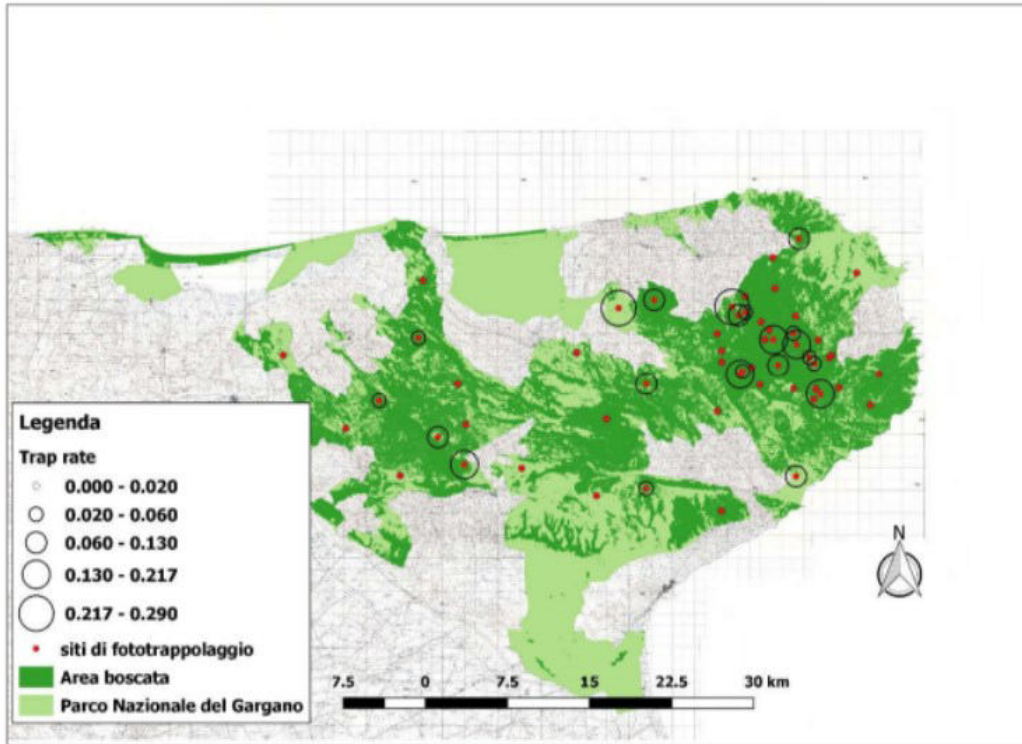 N
Legenda
Trap rate
0.000 - 0.020
0.020 - 0.060
0.060 - 0.130
0.130 - 0.217
0.217 - 0.290
siti di fototrappolaggio
Area boscata
Parco Nazionale del Gargano
7.5 0 7.5 15 22.5 30 km